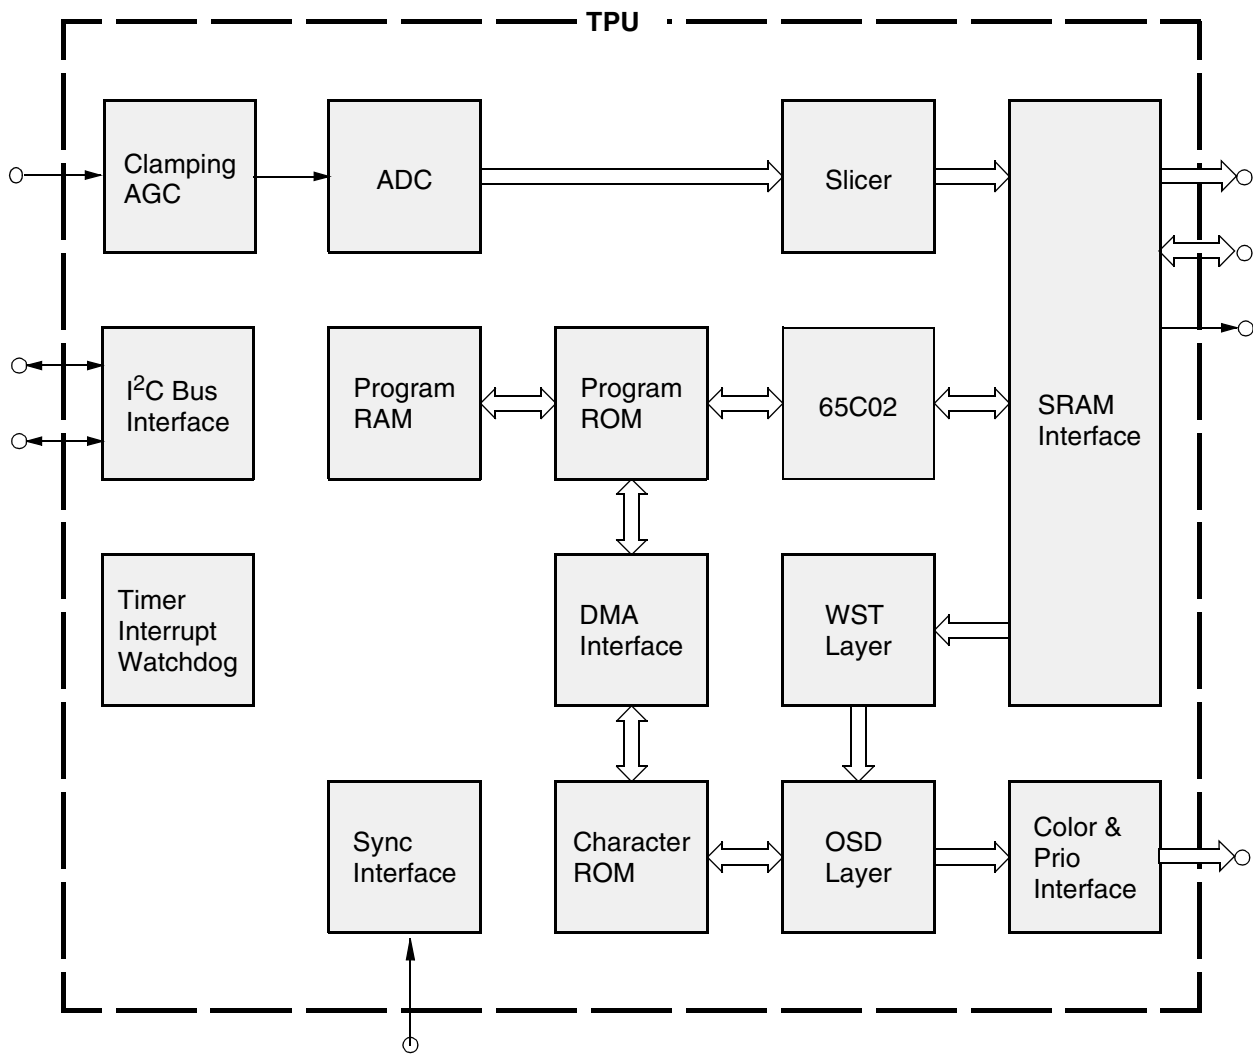 TPU
Clamping
AGC
ADC
Slicer
I²C Bus
Interface
Program
RAM
Program
ROM
65C02
SRAM
Interface
Timer
Interrupt
Watchdog
DMA
Interface
WST
Layer
Sync
Interface
Character
ROM
OSD
Layer
Color &
Prio
Interface